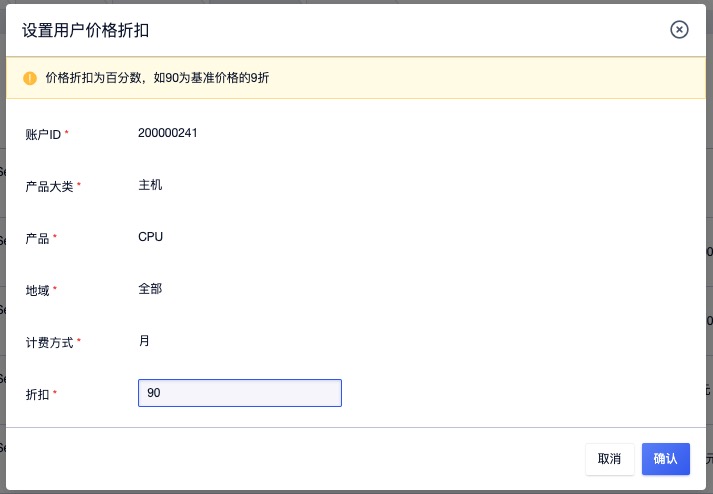 设置用户价格折扣
价格折扣为百分数，如90为基准价格的9折
账户ID *
200000241
产品大类 *
主机
产品 *
CPU
地域 *
全部
计费方式 *
月
折扣 *
90
取消
确认